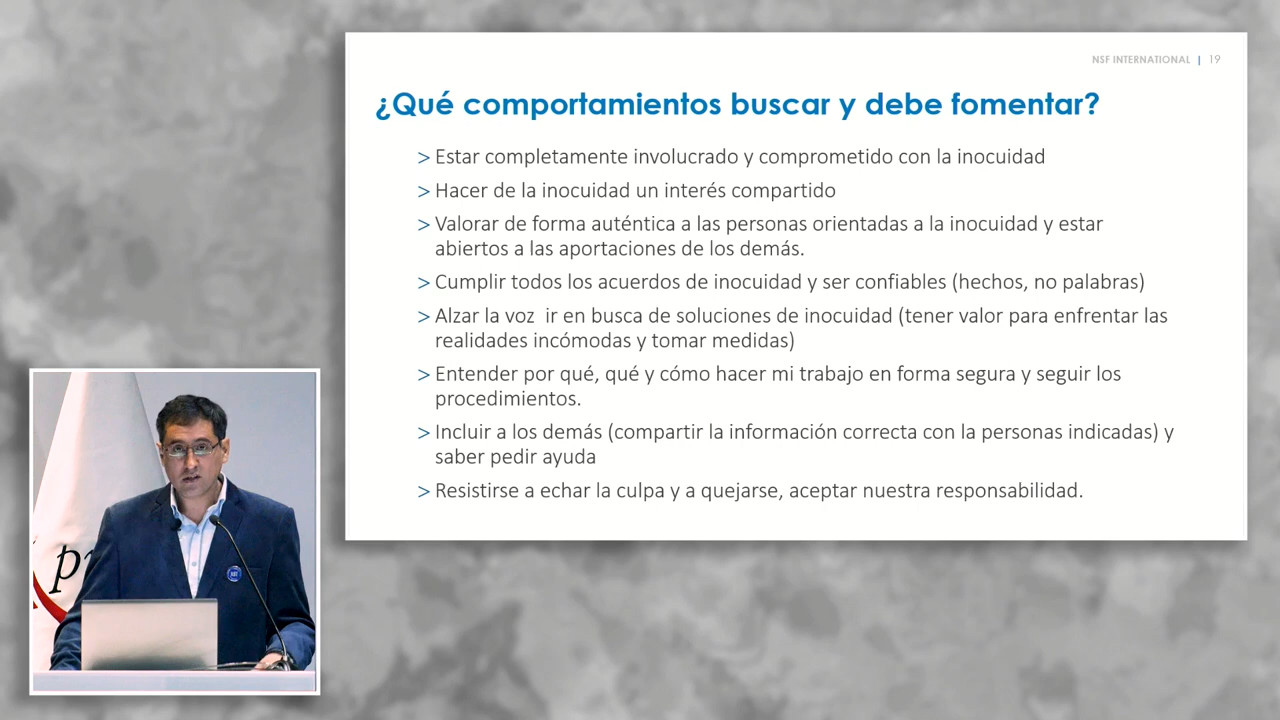 NSF INTERNATIONAL | 19
¿Qué comportamientos buscar y debe fomentar?
> Estar completamente involucrado y comprometido con la inocuidad
> Hacer de la inocuidad un interés compartido
> Valorar de forma auténtica a las personas orientadas a la inocuidad y estar
abiertos a las aportaciones de los demás.
> Cumplir todos los acuerdos de inocuidad y ser confiables (hechos, no palabras)
> Alzar la voz  ir en busca de soluciones de inocuidad (tener valor para enfrentar las
realidades incómodas y tomar medidas)
> Entender por qué, qué y cómo hacer mi trabajo en forma segura y seguir los
procedimientos.
> Incluir a los demás (compartir la información correcta con la personas indicadas) y
saber pedir ayuda
> Resistirse a echar la culpa y a quejarse, aceptar nuestra responsabilidad.